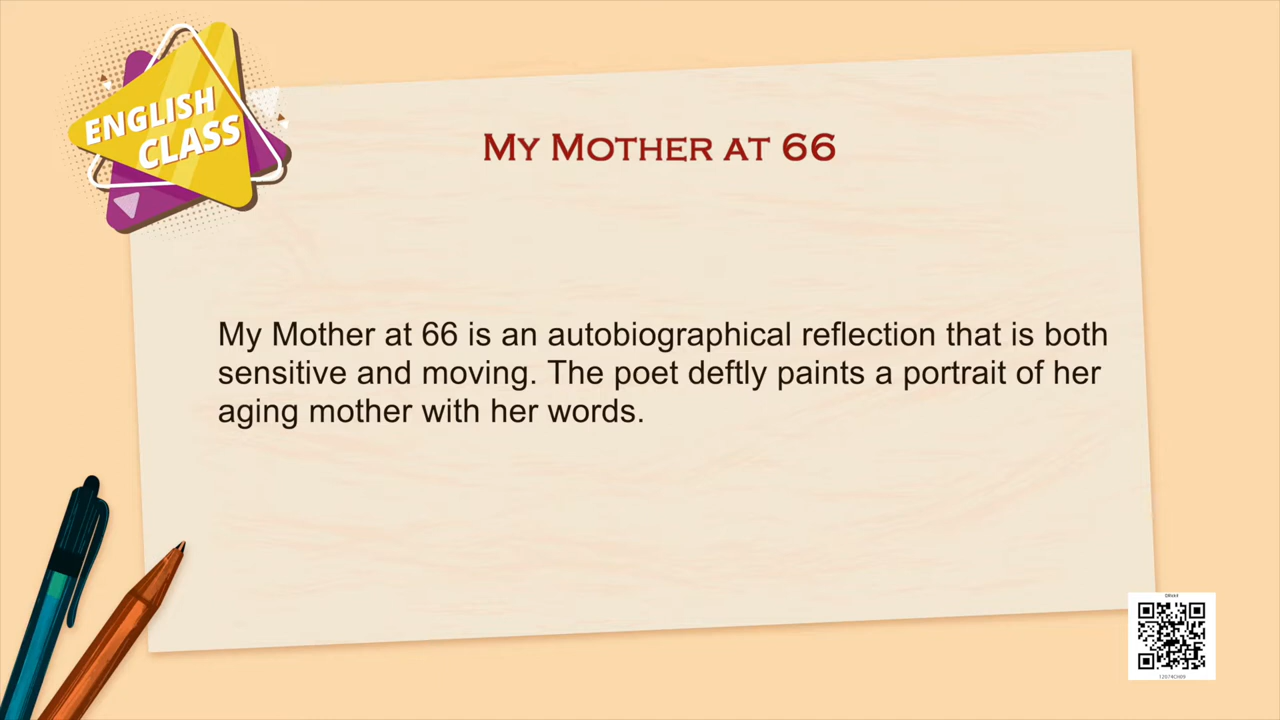 ENGLISH
CLASS
MY MOTHER AT 66
My Mother at 66 is an autobiographical reflection that is both
sensitive and moving. The poet deftly paints a portrait of her
aging mother with her words.
12074CH09